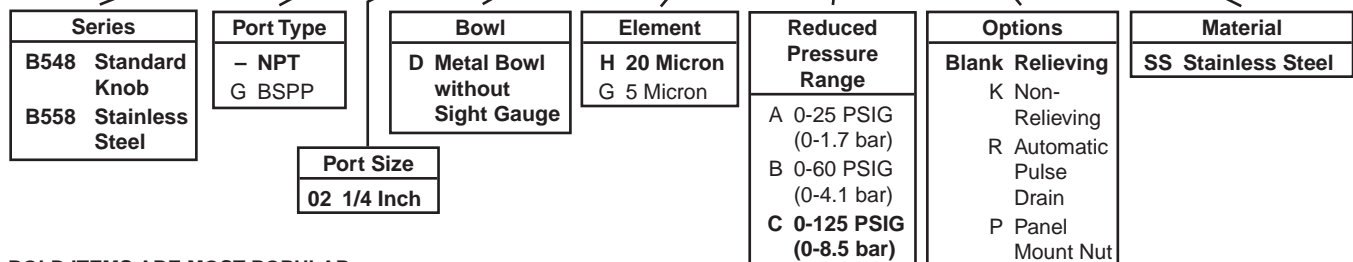 Series
B548 Standard
Knob
B558 Stainless
Steel
Port Type
– NPT
G BSPP
Port Size
02 1/4 Inch
Bowl
D Metal Bowl
without
Sight Gauge
Element
H 20 Micron
G 5 Micron
Reduced
Pressure
Range
A 0-25 PSIG
(0-1.7 bar)
B 0-60 PSIG
(0-4.1 bar)
C 0-125 PSIG
(0-8.5 bar)
Options
Blank Relieving
K Non-
Relieving
R Automatic
Pulse
Drain
P Panel
Mount Nut
Material
SS Stainless Steel
BOLD ITEMS ARE MOST POPULAR